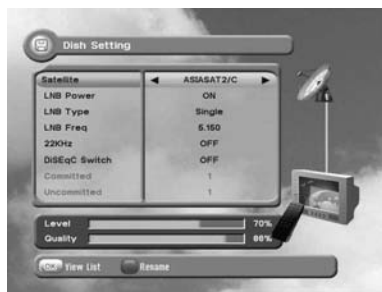 Dish Setting
Satellite ASIASAT2/C
LNB Power ON
LNB Type Single
LNB Freq 5.150
22KHz OFF
DiSEqC Switch OFF
Committed 1
Uncommitted 1
Level 70%
Quality 86%
OK View List Rename